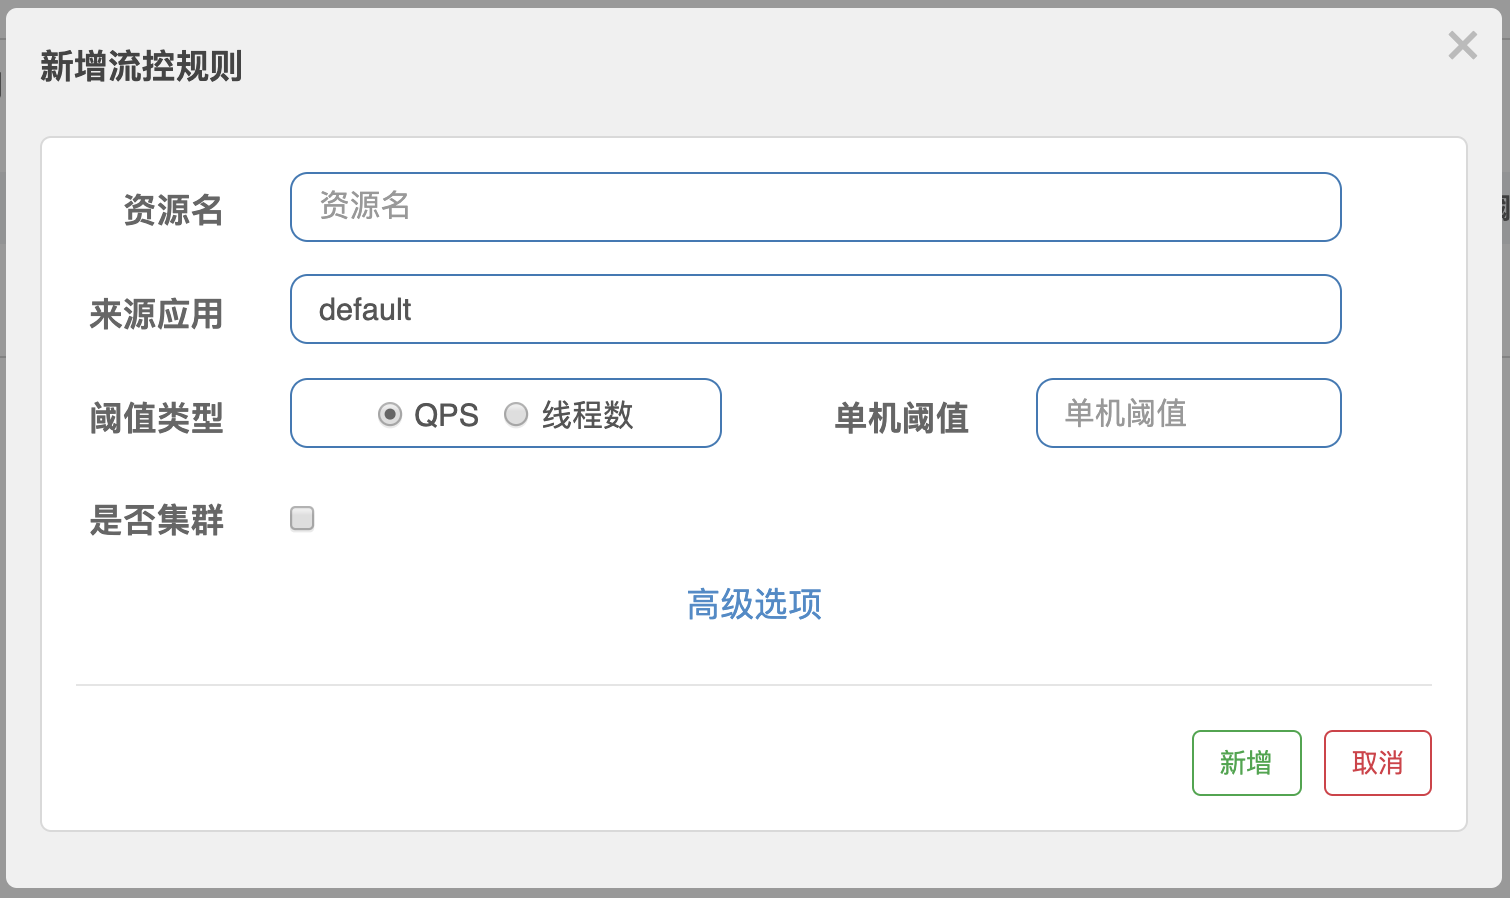 新增流控规则
资源名 资源名
来源应用 default
阈值类型 QPS 线程数 单机阈值 单机阈值
是否集群
高级选项
新增 取消